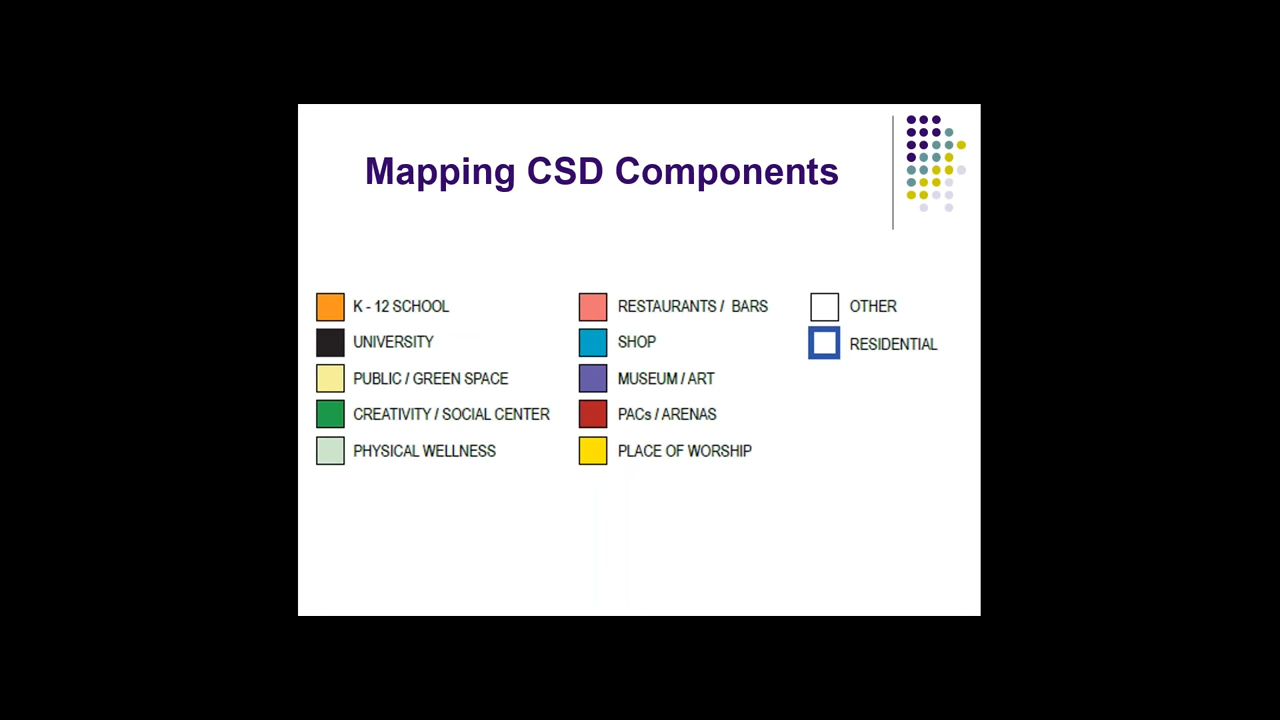 Mapping CSD Components
K - 12 SCHOOL
UNIVERSITY
PUBLIC / GREEN SPACE
CREATIVITY / SOCIAL CENTER
PHYSICAL WELLNESS
RESTAURANTS / BARS
SHOP
MUSEUM / ART
PACs / ARENAS
PLACE OF WORSHIP
OTHER
RESIDENTIAL